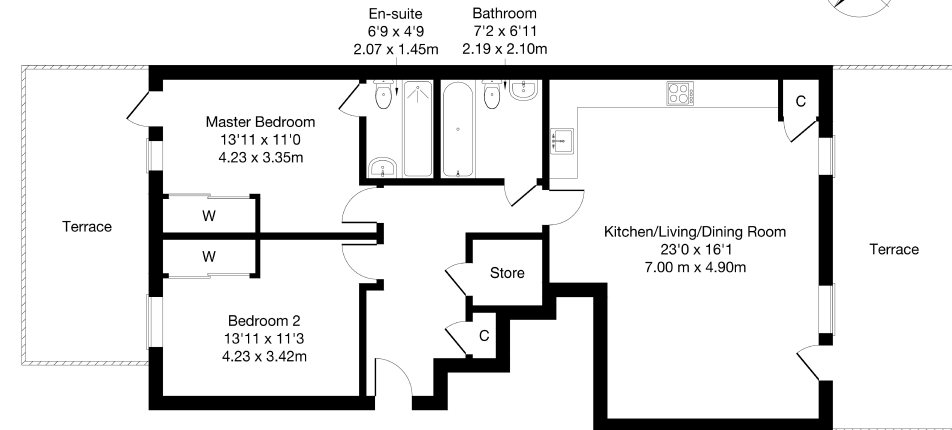 En-suite
6'9 x 4'9
2.07 x 1.45m
Bathroom
7'2 x 6'11
2.19 x 2.10m
Master Bedroom
13'11 x 11'0
4.23 x 3.35m
C
W
Terrace
W
Kitchen/Living/Dining Room
23'0 x 16'1
7.00 m x 4.90m
Terrace
Store
Bedroom 2
13'11 x 11'3
4.23 x 3.42m
C